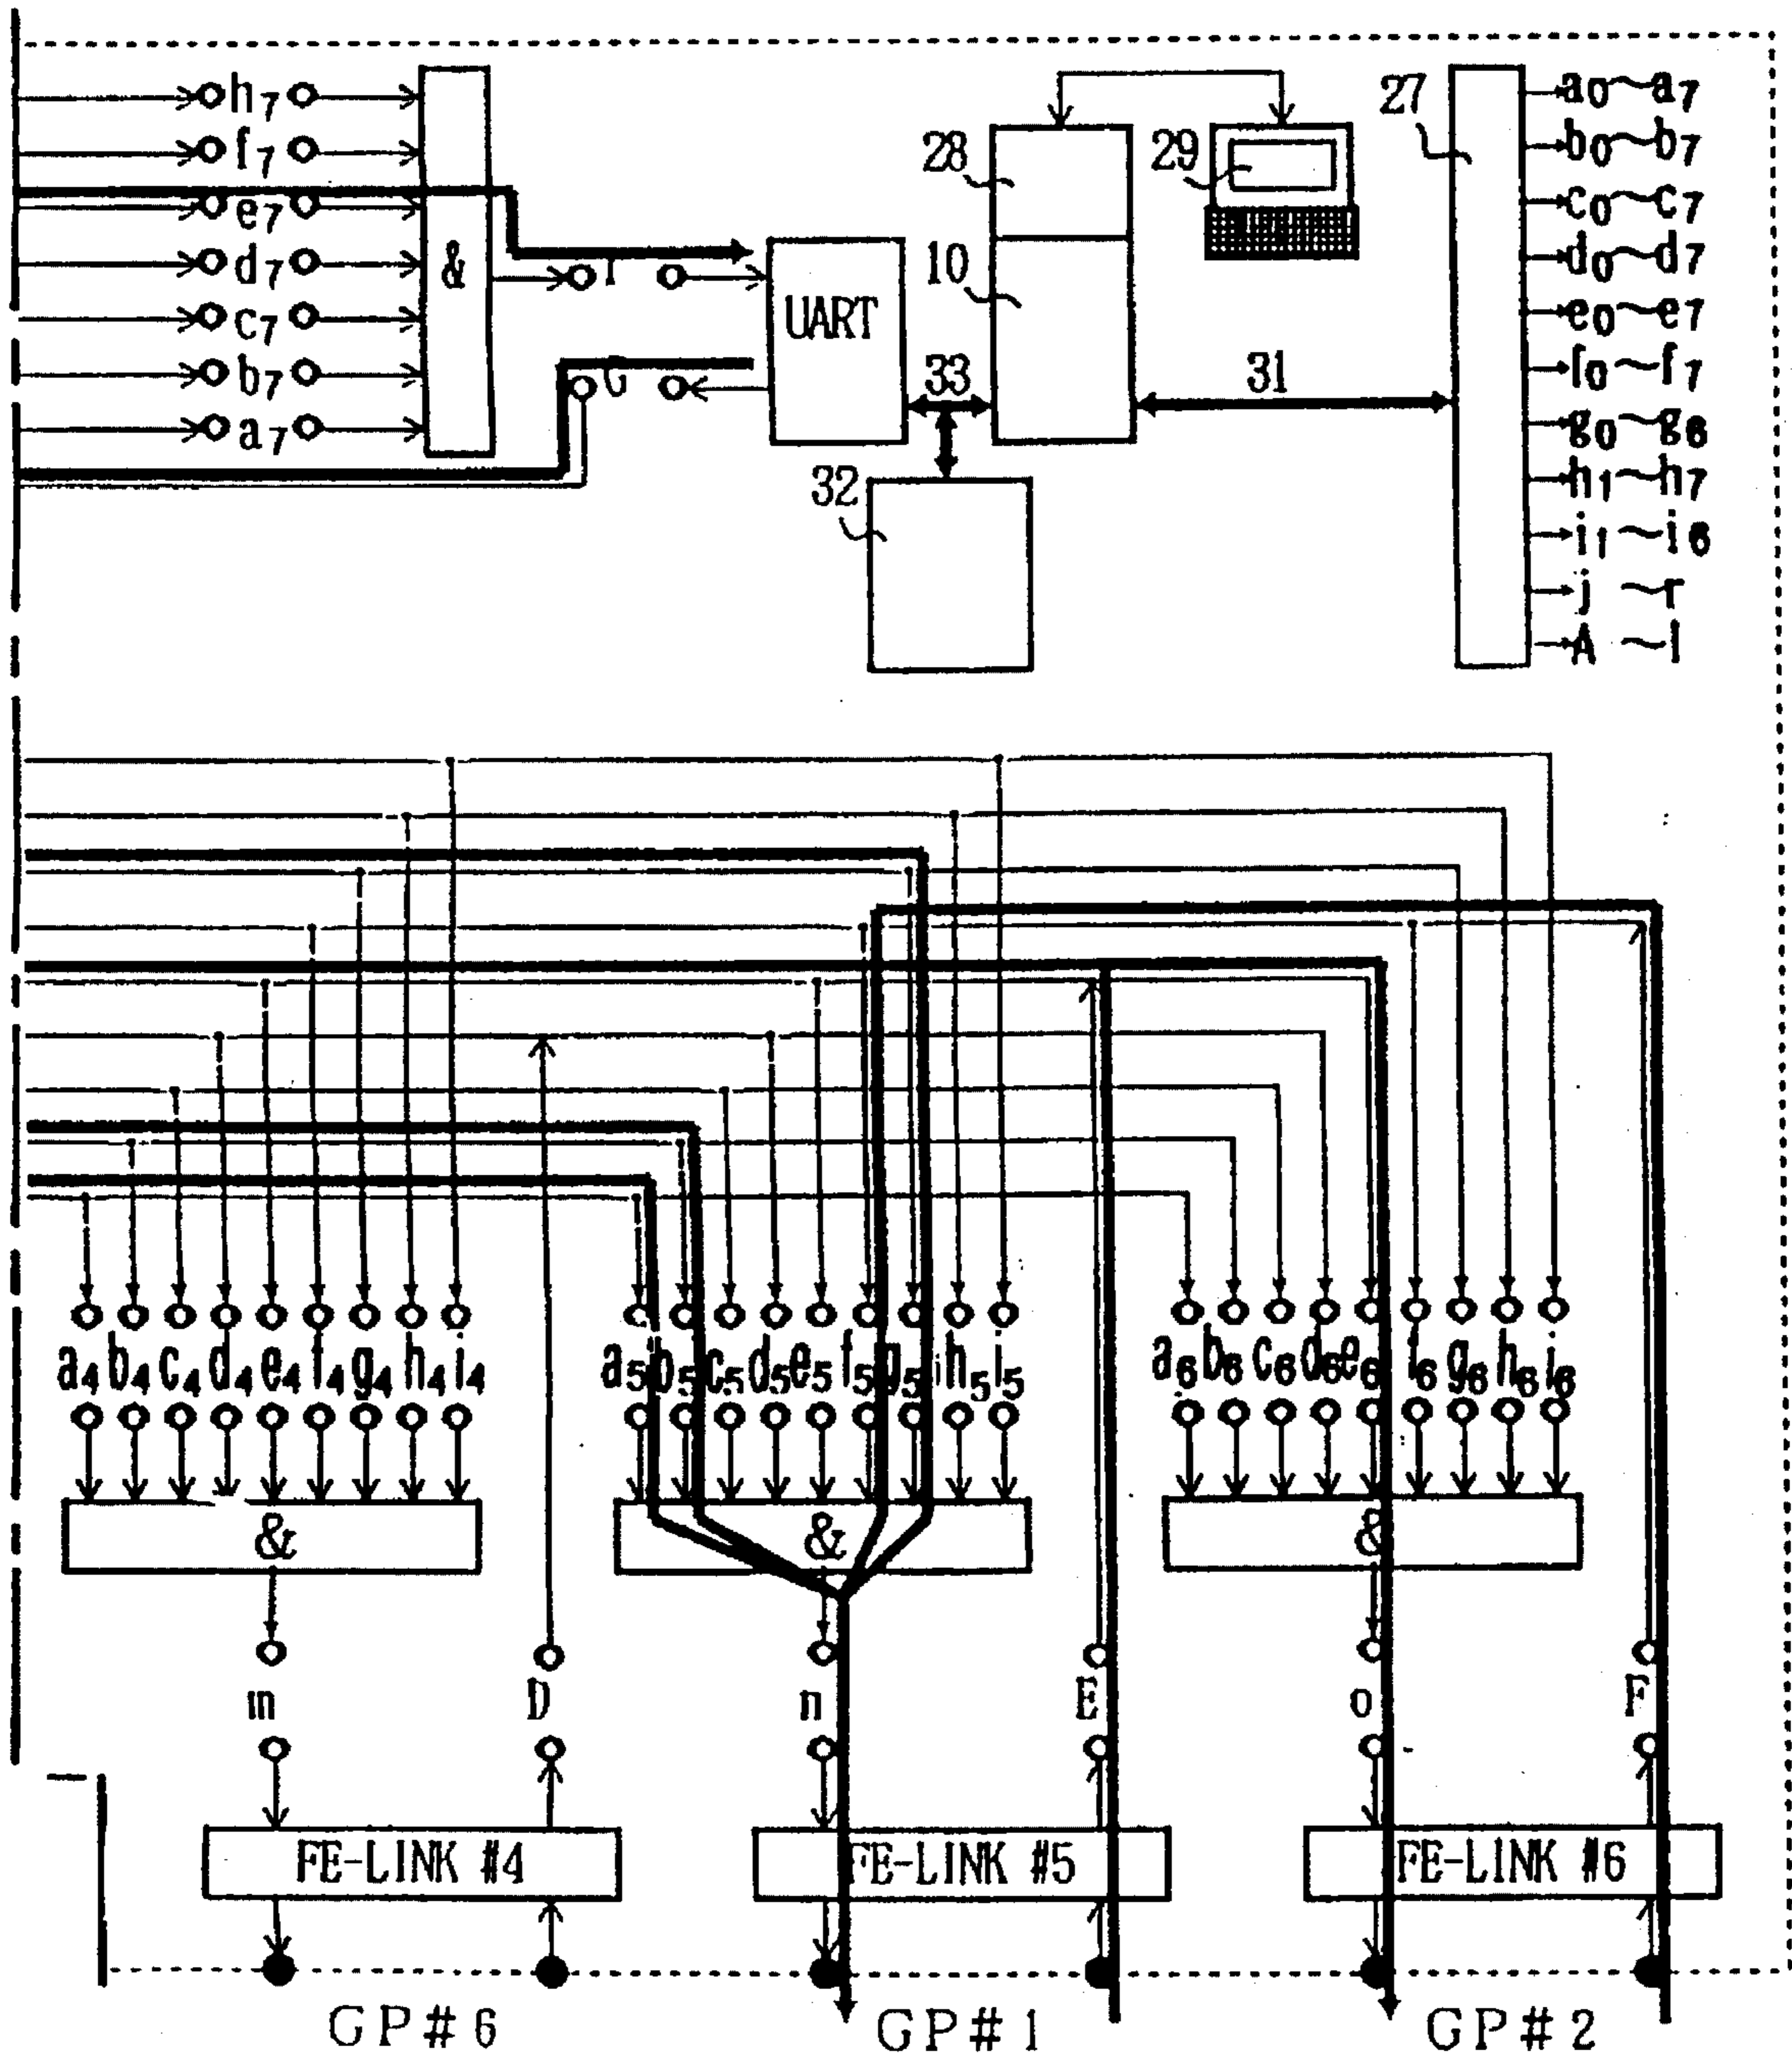 h7
f7
e7
d7
c7
b7
a7
&
I
G
UART
28
10
29
33
31
32
27
a0~a7
b0~b7
c0~c7
d0~d7
e0~e7
f0~f7
g0~g6
h1~h7
i1~i6
j~r
A~I
a4 b4 c4 d4 e4 f4 g4 h4 i4
a5 b5 c5 d5 e5 f5 g5 h5 i5
a6 b6 c6 d6 e6 f6 g6 h6 i6
& & &
m D n E o F
FE-LINK #4 FE-LINK #5 FE-LINK #6
GP#6 GP#1 GP#2